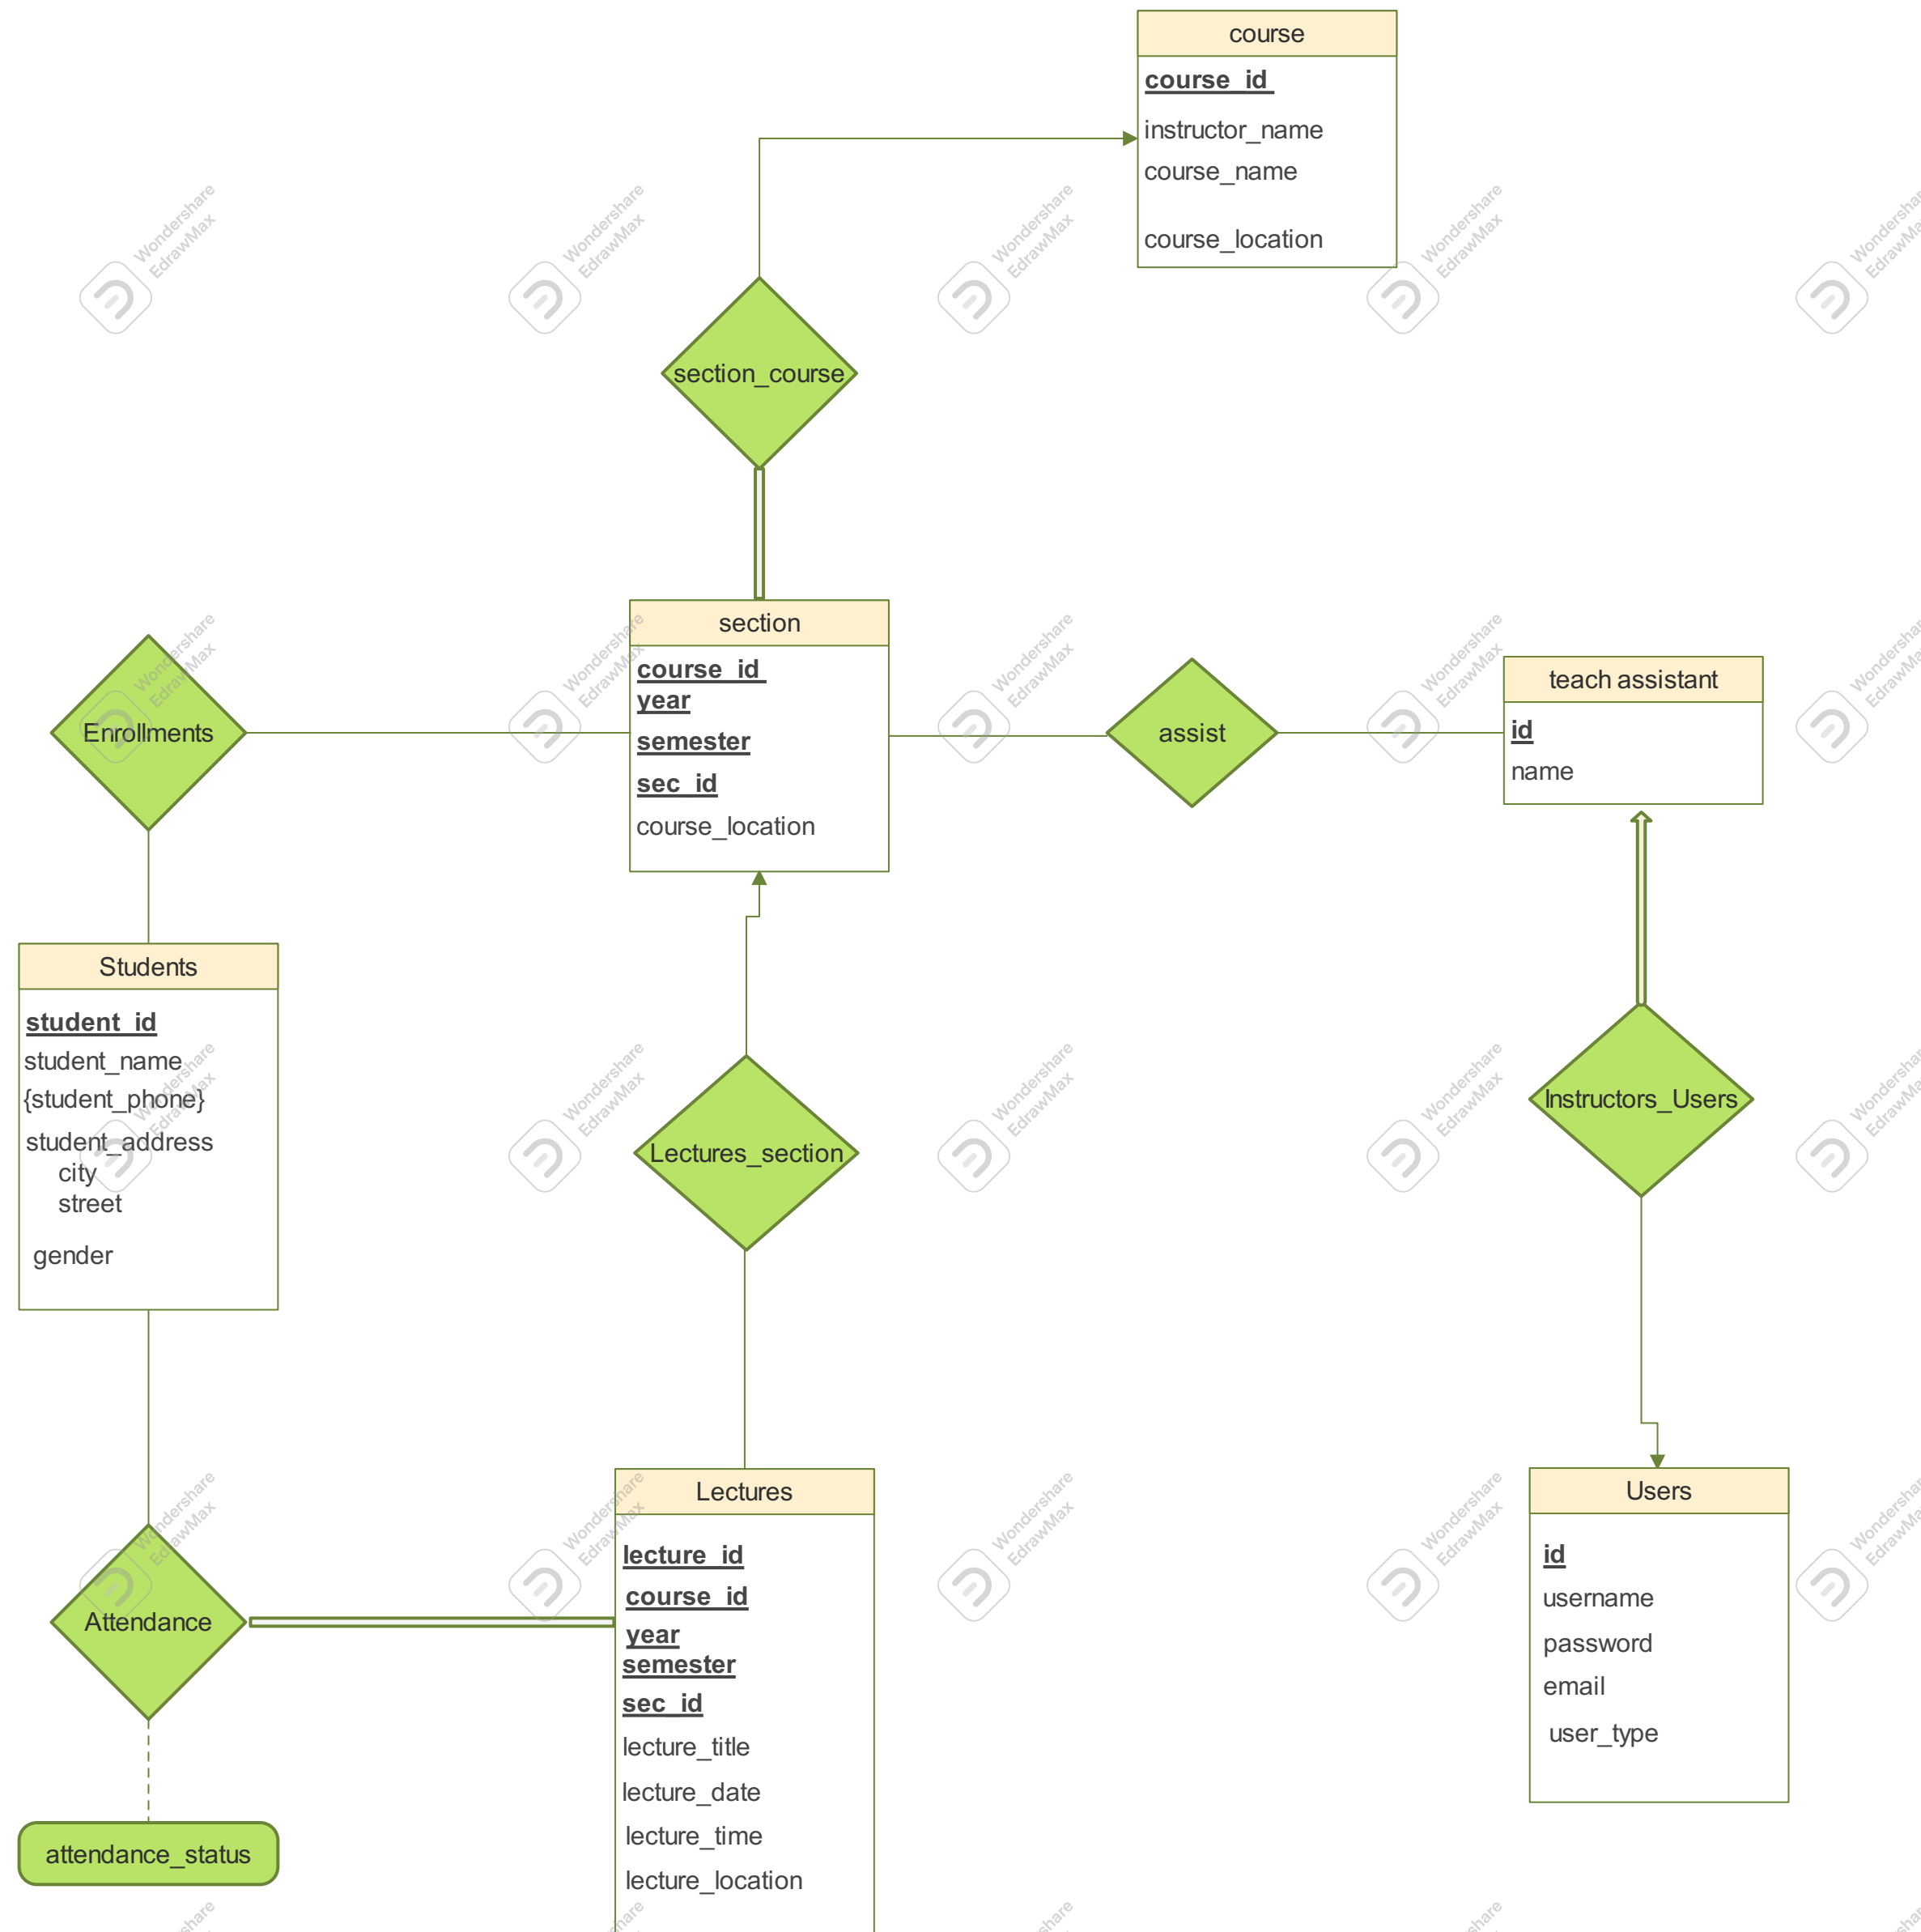 course
course_id
instructor_name
course_name
course_location
section_course
section
course_id
year
semester
sec_id
course_location
Enrollments
assist
teach assistant
id
name
Students
student_id
student_name
{student_phone}
student_address
city
street
gender
Lectures_section
Instructors_Users
Lectures
lecture_id
course_id
year
semester
sec_id
lecture_title
lecture_date
lecture_time
lecture_location
Attendance
attendance_status
Users
id
username
password
email
user_type
Wondershare
EdrawMax